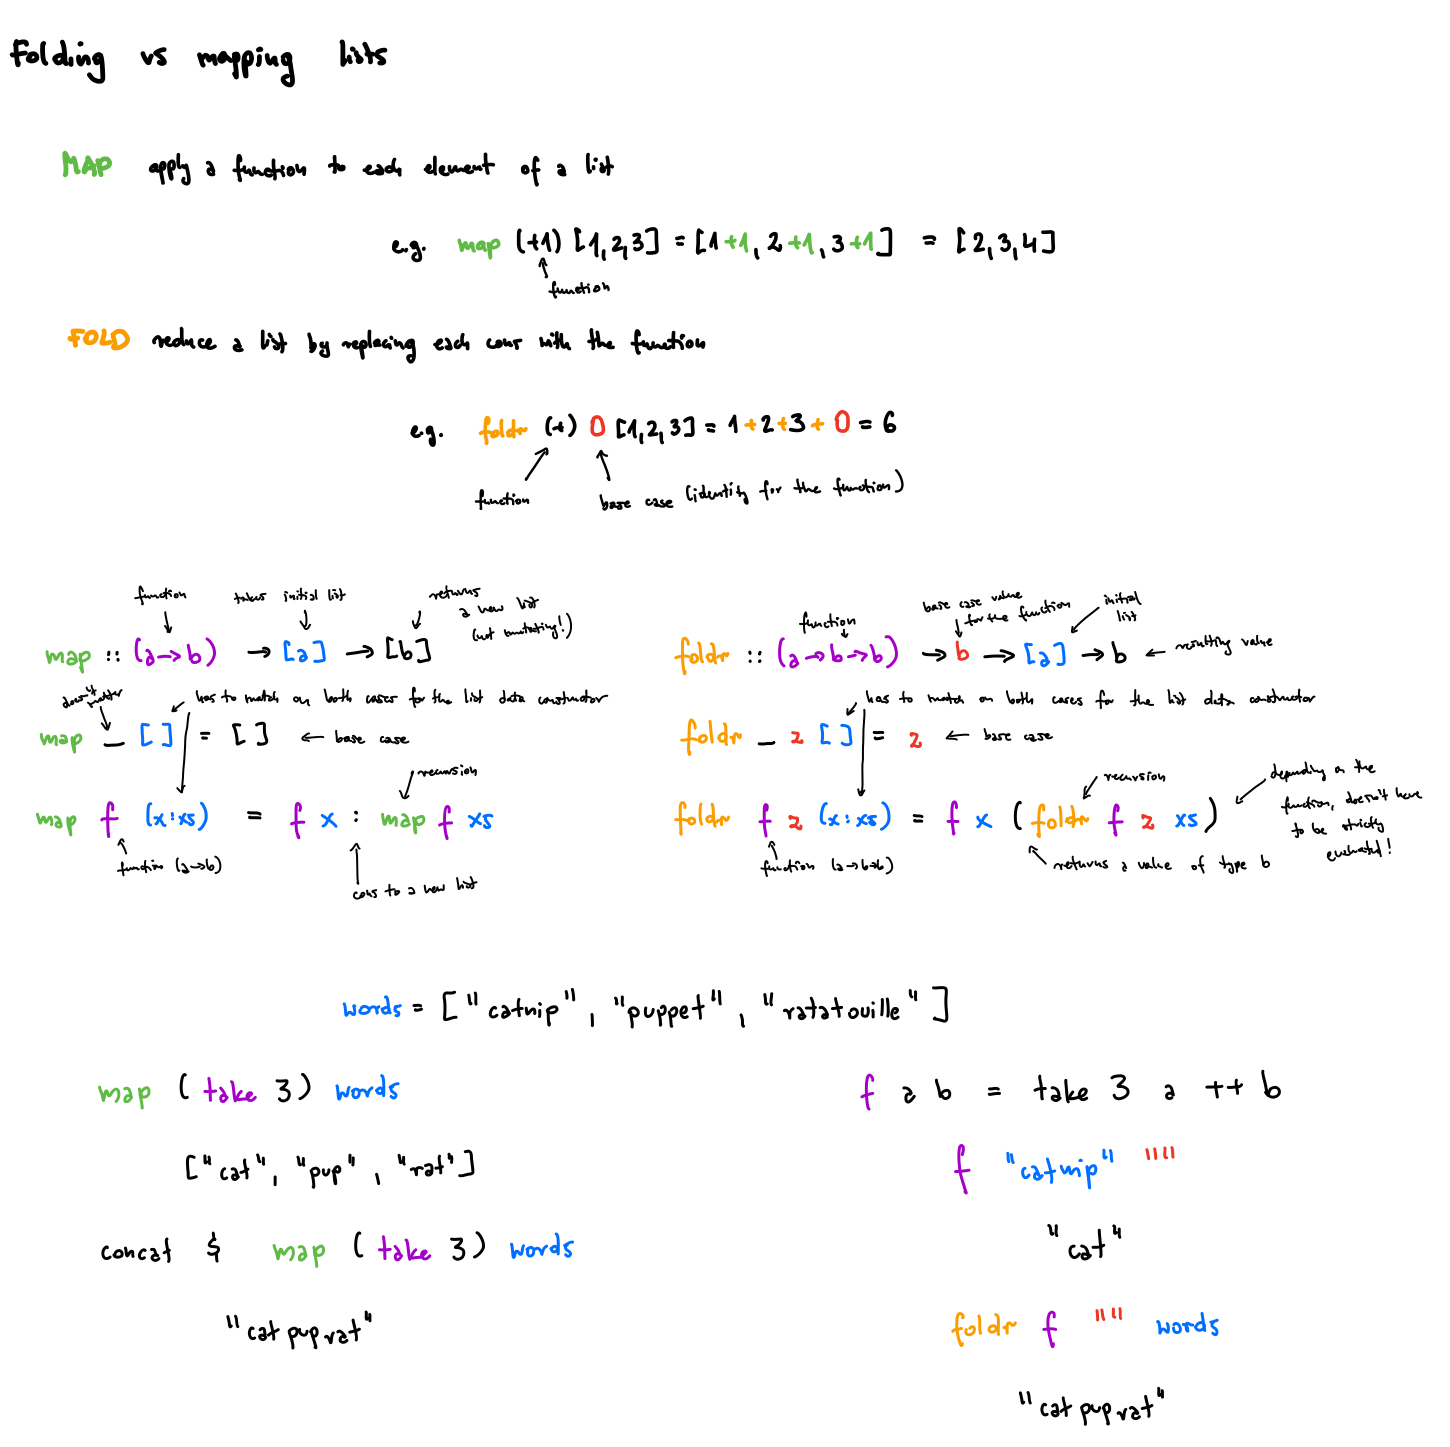 Folding vs mapping lists
MAP apply a function to each element of a list
e.g. map (+1) [1,2,3] = [1+1, 2+1, 3+1] = [2,3,4]
function
FOLD reduce a list by replacing each cons with the function
e.g. foldr (+) 0 [1,2,3] = 1+2+3+0 = 6
function
base case (identity for the function)
function
takes initial list
returns
a new list
(not mutating!)
map :: (a→b) → [a] → [b]
doesn't
matter
has to match on both cases for the list data constructor
map _ [] = [] ← base case
recursion
map f (x:xs) = f x : map f xs
function (a→b)
cons to a new list
function
base case value
for the function
initial
list
foldr :: (a→b→b) → b → [a] → b ← resulting value
has to match on both cases for the list data constructor
foldr _ z [] = z ← base case
recursion
depending on the
function, doesn't have
to be strictly
evaluated!
foldr f z (x:xs) = f x (foldr f z xs)
function (a→b→b)
returns a value of type b
words = ["catnip", "puppet", "ratatouille"]
map (take 3) words
["cat", "pup", "rat"]
concat $ map (take 3) words
"catpuprat"
f a b = take 3 a ++ b
f "catnip" ""
"cat"
foldr f "" words
"catpuprat"